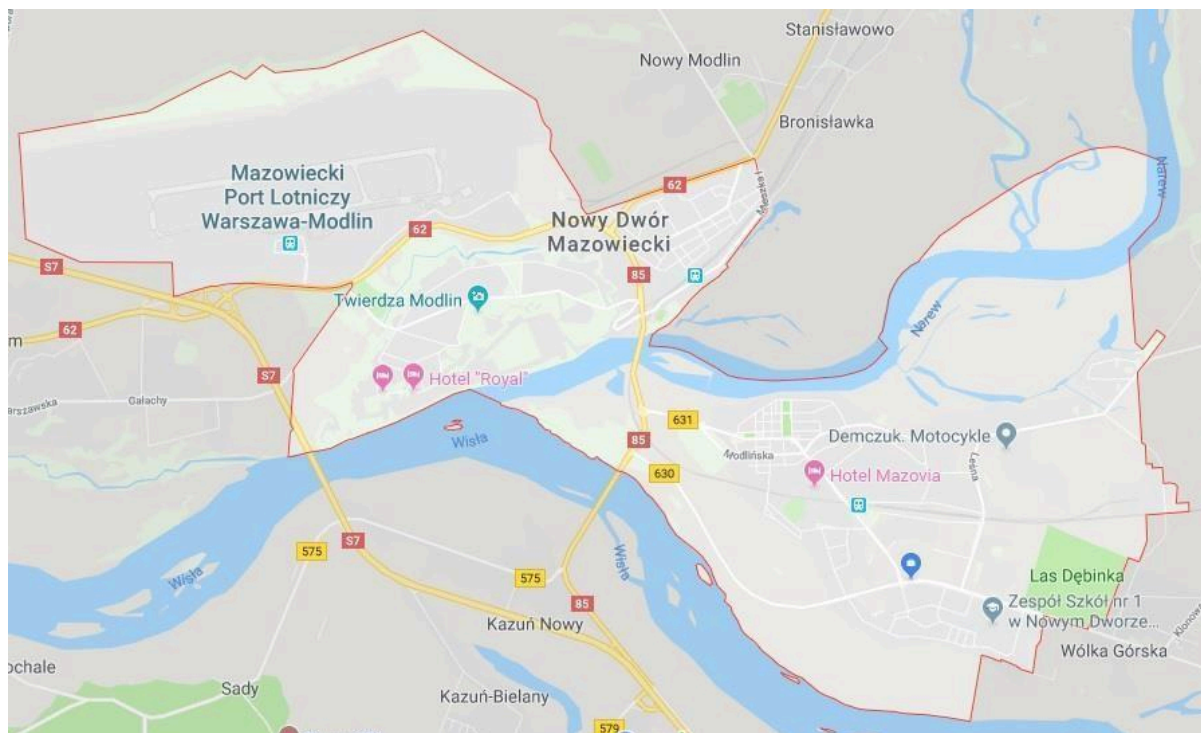 Stanisławowo
Nowy Modlin
Bronisławka
Narew
Mieszka I
62
Mazowiecki
Port Lotniczy
Warszawa-Modlin
Nowy Dwór
Mazowiecki
62
S7
85
Twierdza Modlin
Narew
62
S7
Hotel "Royal"
Gałachy
631
Demczuk. Motocykle
Wisła
85
Modlińska
Leśna
630
Hotel Mazovia
S7
575
575
Wisła
Wisła
Las Dębinka
85
Zespół Szkół nr 1
w Nowym Dworze...
Kazuń Nowy
Wólka Górska
Sady
Kazuń-Bielany
579